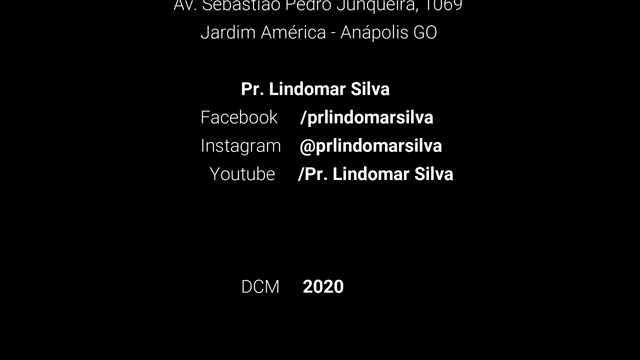 Av. Sebastião Pedro Junqueira, 1069
Jardim América - Anápolis GO
Pr. Lindomar Silva
Facebook /prlindomarsilva
Instagram @prlindomarsilva
Youtube /Pr. Lindomar Silva
DCM 2020